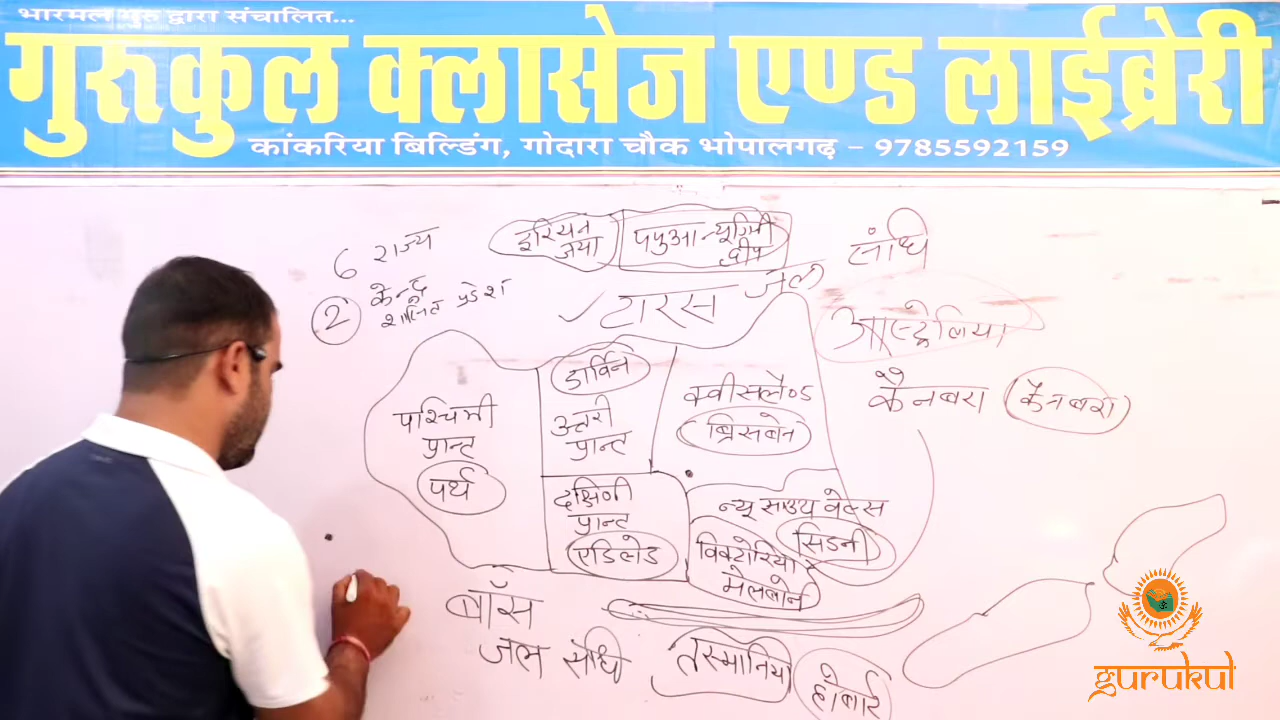 भारमल गुरु द्वारा संचालित...
गुरुकुल क्लासेज एण्ड लाईब्रेरी
कांकरिया बिल्डिंग, गोदारा चौक भोपालगढ़ - 9785592159
6 राज्य
2 केन्द्र
शासित प्रदेश
इरियन
जया
पपुआ न्यूगिनी
द्वीप
टारस जल संधि
आस्ट्रेलिया
कैनबरा
कैनबरा
पश्चिमी
प्रान्ट
पर्थ
डार्विन
उत्तरी
प्रान्ट
क्वीसलैण्ड
ब्रिसबेन
दक्षिणी
प्रान्ट
एडिलेड
न्यू साउथ वेल्स
सिडनी
विक्टोरिया
मेलबोर्न
बॉस
जल संधि
तस्मानिया
होबार्ट
gurukul